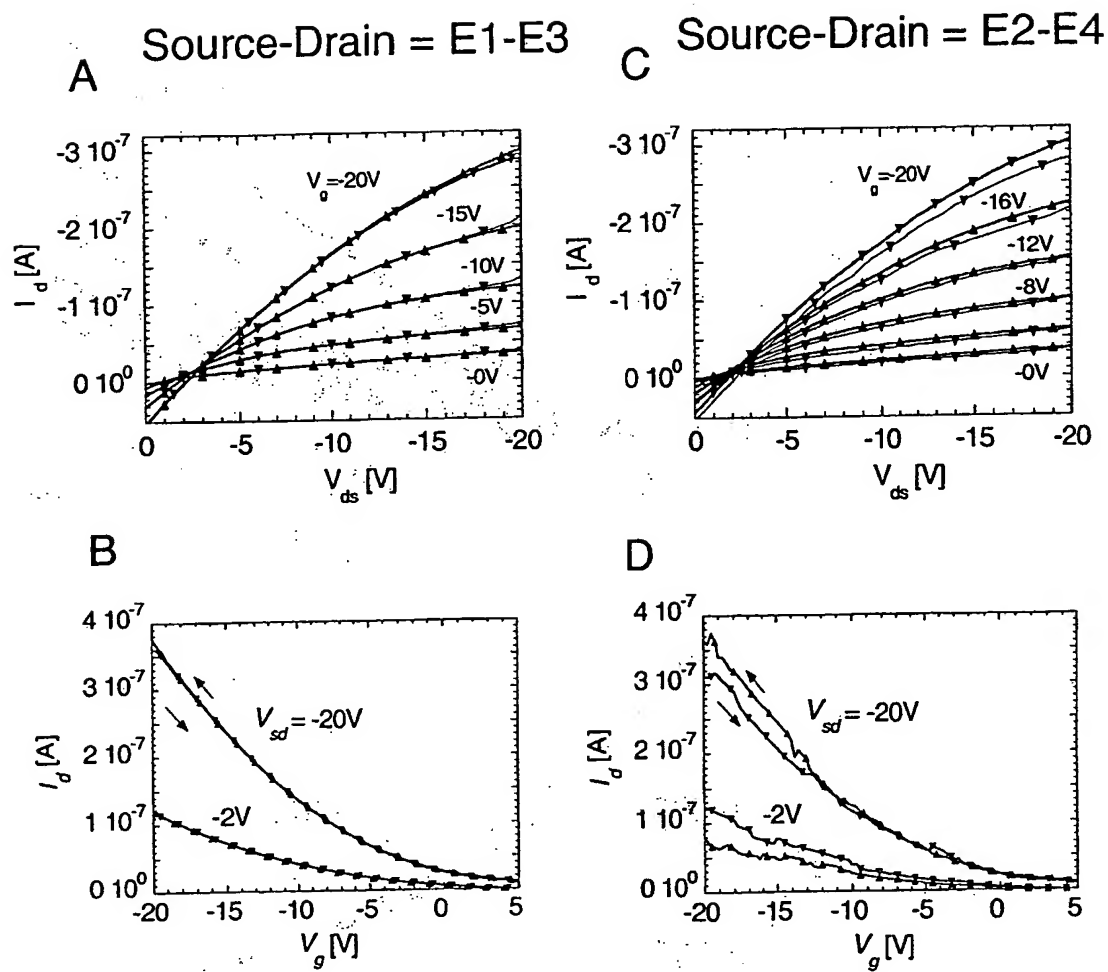 Source-Drain = E1-E3
Source-Drain = E2-E4
A
-3 10-7
-2 10-7
-1 10-7
0 100
I d [A]
Vg=-20V
-15V
-10V
-5V
-0V
0 -5 -10 -15 -20
Vds [V]
C
-3 10-7
-2 10-7
-1 10-7
0 100
I d [A]
Vg=-20V
-16V
-12V
-8V
-0V
0 -5 -10 -15 -20
Vds [V]
B
4 10-7
3 10-7
2 10-7
1 10-7
0 100
Id [A]
Vsd = -20V
-2V
-20 -15 -10 -5 0 5
Vg [V]
D
4 10-7
3 10-7
2 10-7
1 10-7
0 100
Id [A]
Vsd = -20V
-2V
-20 -15 -10 -5 0 5
Vg [V]